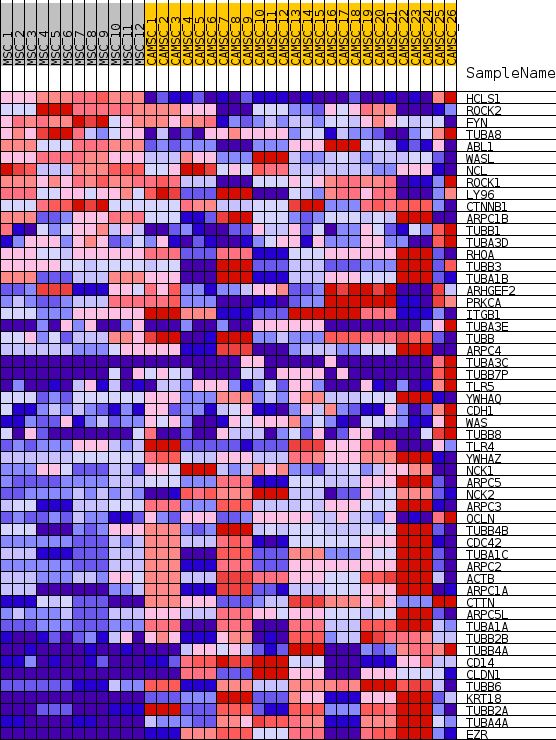 MSC_1 MSC_2 MSC_3 MSC_4 MSC_5 MSC_6 MSC_7 MSC_8 MSC_9 MSC_10 MSC_11 MSC_12 CAMSC_1 CAMSC_2 CAMSC_3 CAMSC_4 CAMSC_5 CAMSC_6 CAMSC_7 CAMSC_8 CAMSC_9 CAMSC_10 CAMSC_11 CAMSC_12 CAMSC_13 CAMSC_14 CAMSC_15 CAMSC_16 CAMSC_17 CAMSC_18 CAMSC_19 CAMSC_20 CAMSC_21 CAMSC_22 CAMSC_23 CAMSC_24 CAMSC_25 CAMSC_26
SampleName
HCLS1
ROCK2
FYN
TUBA8
ABL1
WASL
NCL
ROCK1
LY96
CTNNB1
ARPC1B
TUBB1
TUBA3D
RHOA
TUBB3
TUBA1B
ARHGEF2
PRKCA
ITGB1
TUBA3E
TUBB
ARPC4
TUBA3C
TUBB7P
TLR5
YWHAQ
CDH1
WAS
TUBB8
TLR4
YWHAZ
NCK1
ARPC5
NCK2
ARPC3
OCLN
TUBB4B
CDC42
TUBA1C
ARPC2
ACTB
ARPC1A
CTTN
ARPC5L
TUBA1A
TUBB2B
TUBB4A
CD14
CLDN1
TUBB6
KRT18
TUBB2A
TUBA4A
EZR